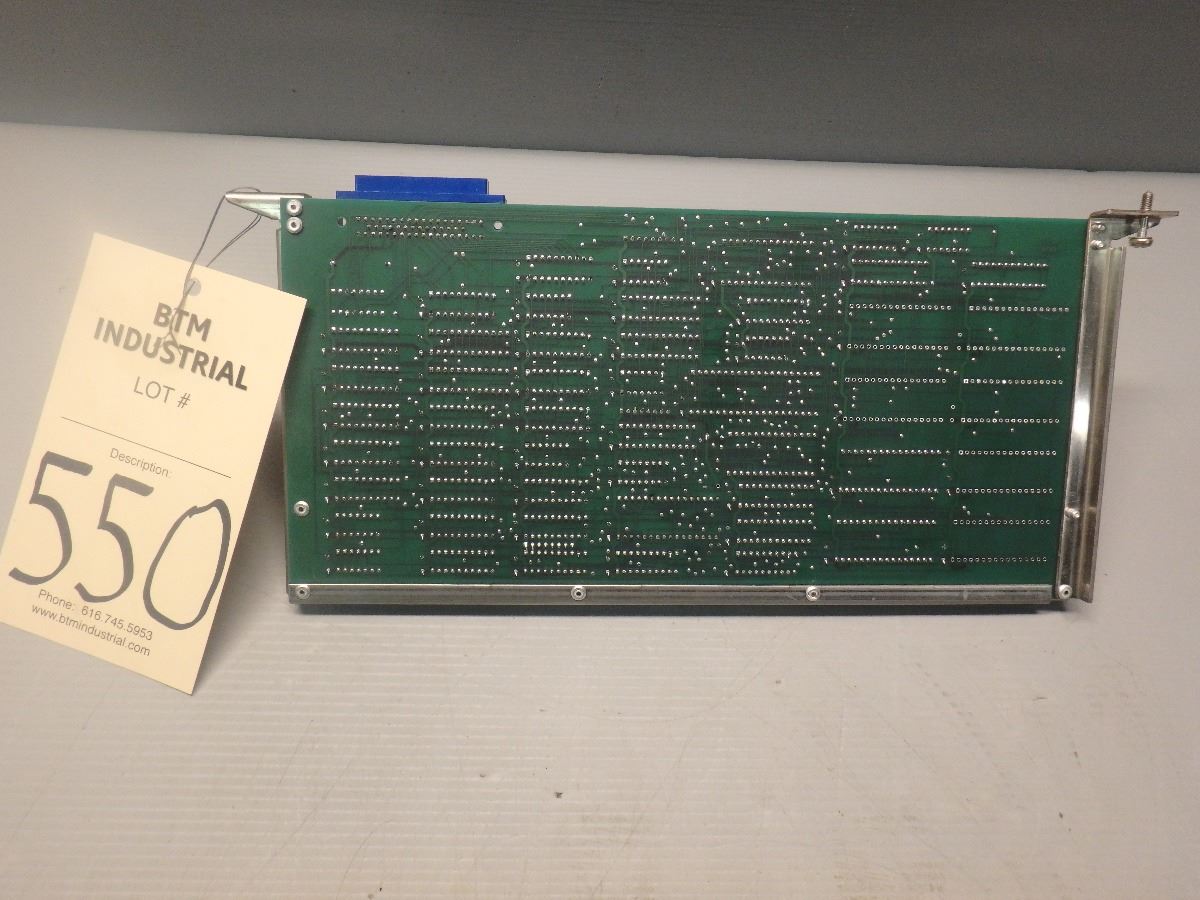 BTM
INDUSTRIAL
LOT #
Description:
550
Phone: 616.745.5953
www.btmindustrial.com